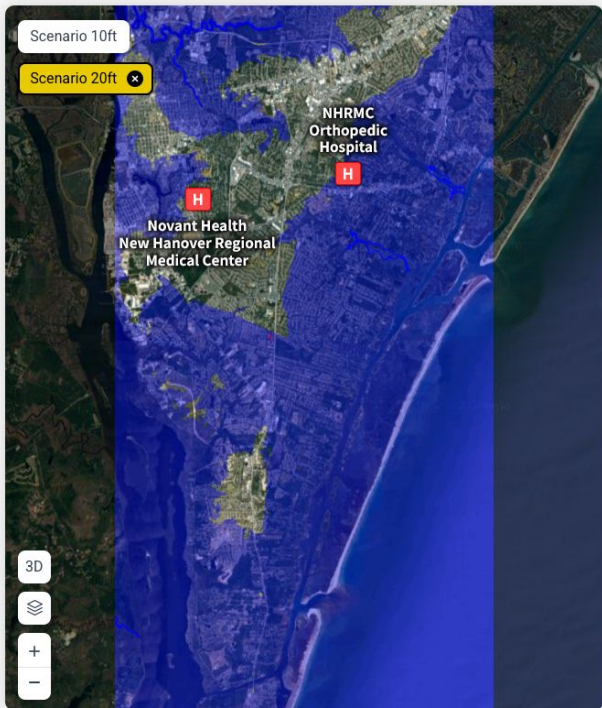 Scenario 10ft
Scenario 20ft
NHRMC
Orthopedic
Hospital
H
H
Novant Health
New Hanover Regional
Medical Center
3D
+
−